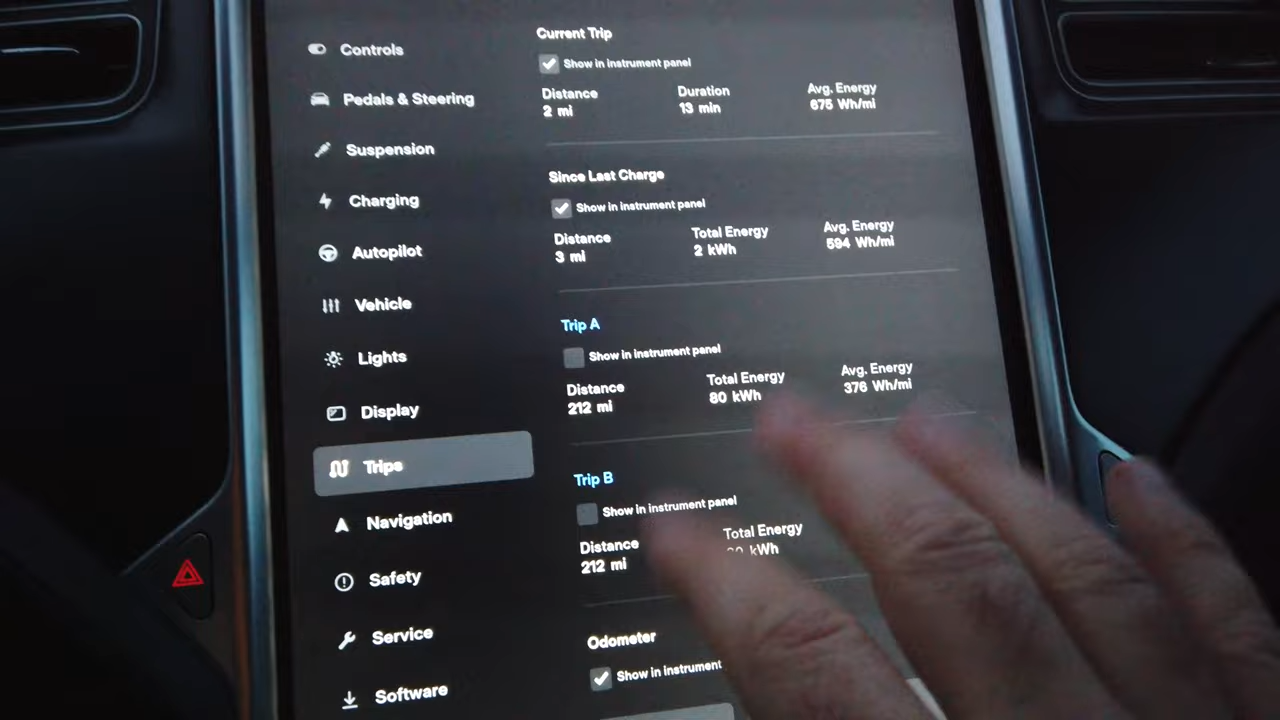 Controls
Pedals & Steering
Suspension
Charging
Autopilot
Vehicle
Lights
Display
Trips
Navigation
Safety
Service
Software
Current Trip
Show in instrument panel
Distance Duration Avg. Energy
2 mi 13 min 675 Wh/mi
Since Last Charge
Show in instrument panel
Distance Total Energy Avg. Energy
3 mi 2 kWh 594 Wh/mi
Trip A
Show in instrument panel
Distance Total Energy Avg. Energy
212 mi 80 kWh 376 Wh/mi
Trip B
Show in instrument panel
Distance Total Energy
212 mi kWh
Odometer
Show in instrument